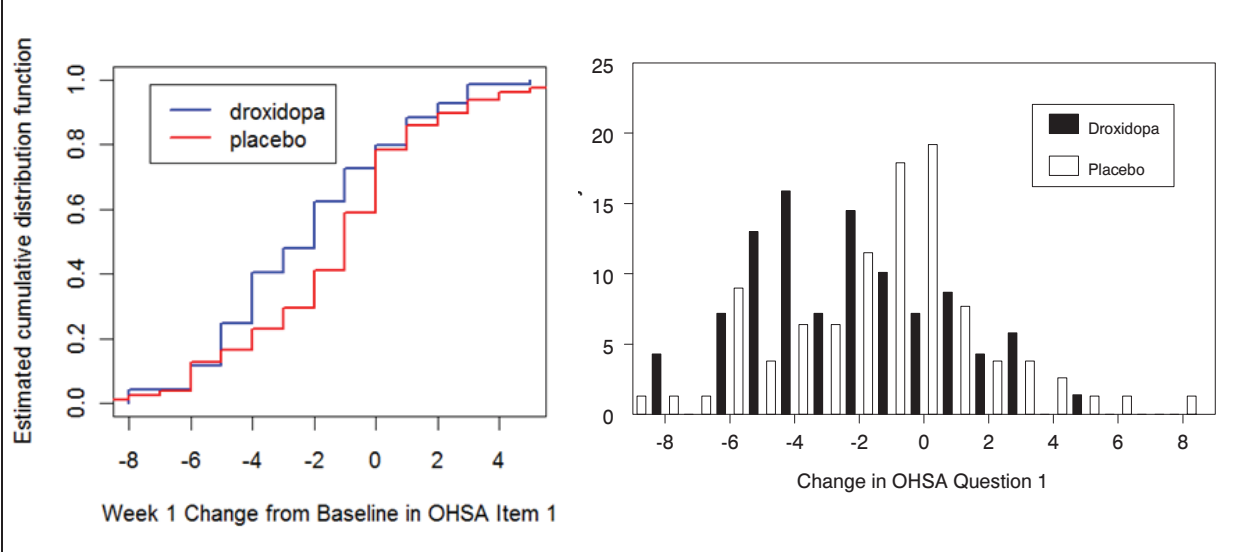 Estimated cumulative distribution function
1.0
0.8
0.6
0.4
0.2
0.0
droxidopa
placebo
-8 -6 -4 -2 0 2 4
Week 1 Change from Baseline in OHSA Item 1
25
20
15
10
5
0
Droxidopa
Placebo
-8 -6 -4 -2 0 2 4 6 8
Change in OHSA Question 1